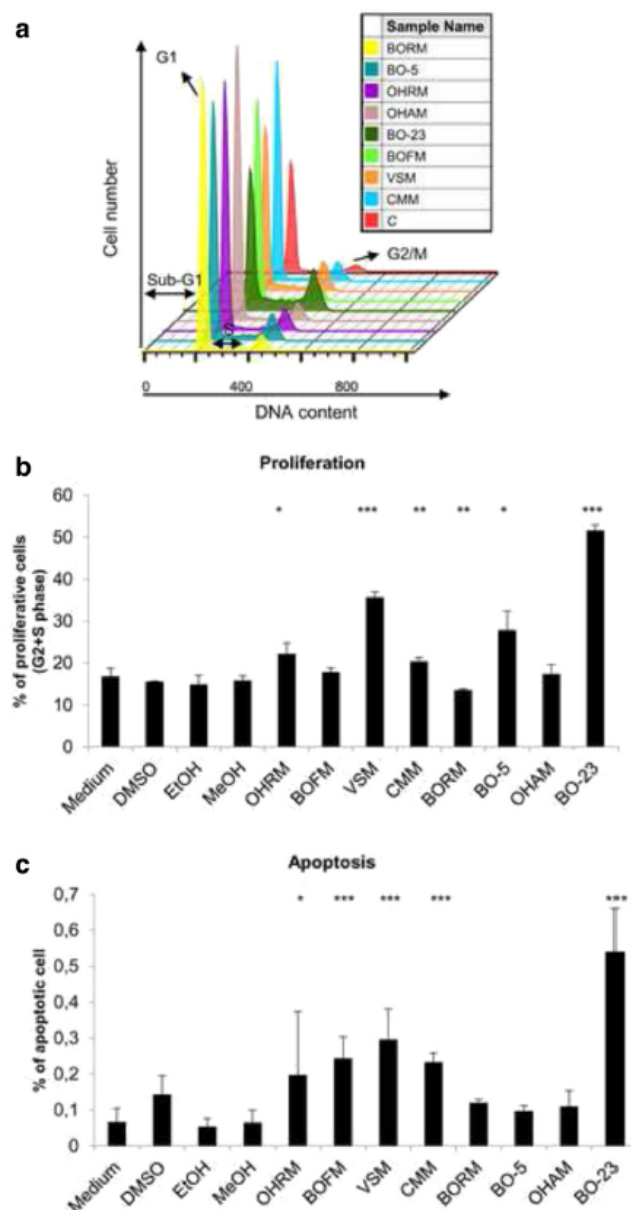 a
Sample Name
BORM
BO-5
OHRM
OHAM
BO-23
BOFM
VSM
CMM
C
G1
Cell number
G2/M
Sub-G1
S
0 400 800
DNA content
b
Proliferation
% of proliferative cells
(G2+S phase)
60
50
40
30
20
10
0
* *** ** ** * ***
Medium DMSO EtOH MeOH OHRM BOFM VSM CMM BORM BO-5 OHAM BO-23
c
Apoptosis
% of apoptotic cell
0,7
0,6
0,5
0,4
0,3
0,2
0,1
0
* *** *** *** ***
Medium DMSO EtOH MeOH OHRM BOFM VSM CMM BORM BO-5 OHAM BO-23